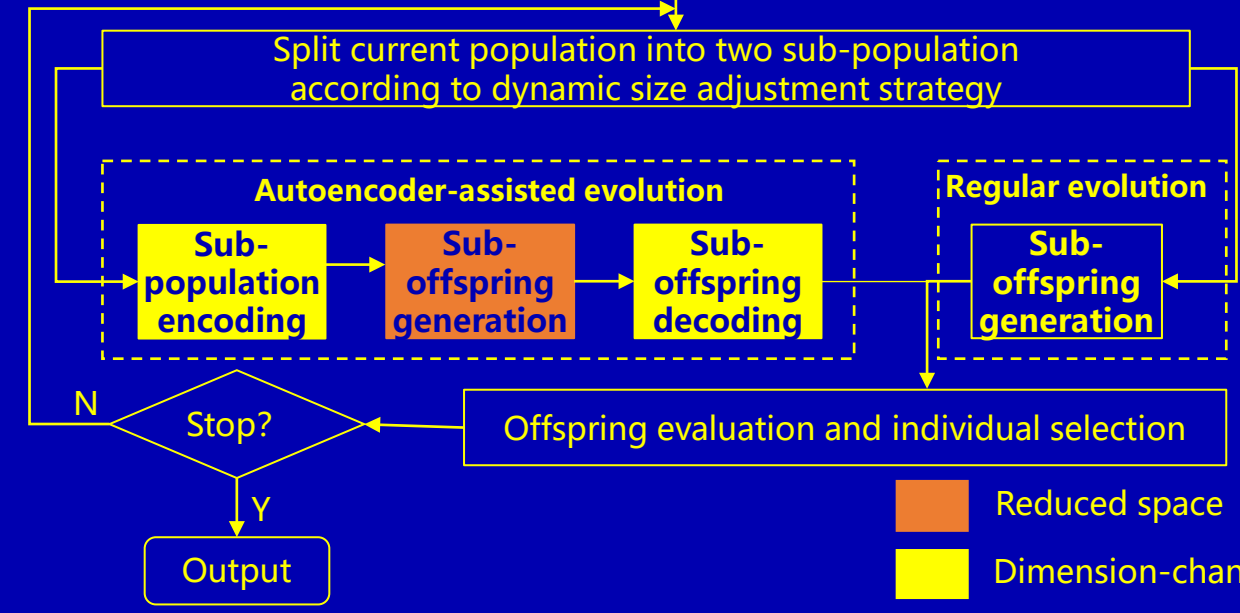 Split current population into two sub-population
according to dynamic size adjustment strategy
Autoencoder-assisted evolution
Regular evolution
Sub-
population
encoding
Sub-
offspring
generation
Sub-
offspring
decoding
Sub-
offspring
generation
N
Stop?
Offspring evaluation and individual selection
Y
Output
Reduced space